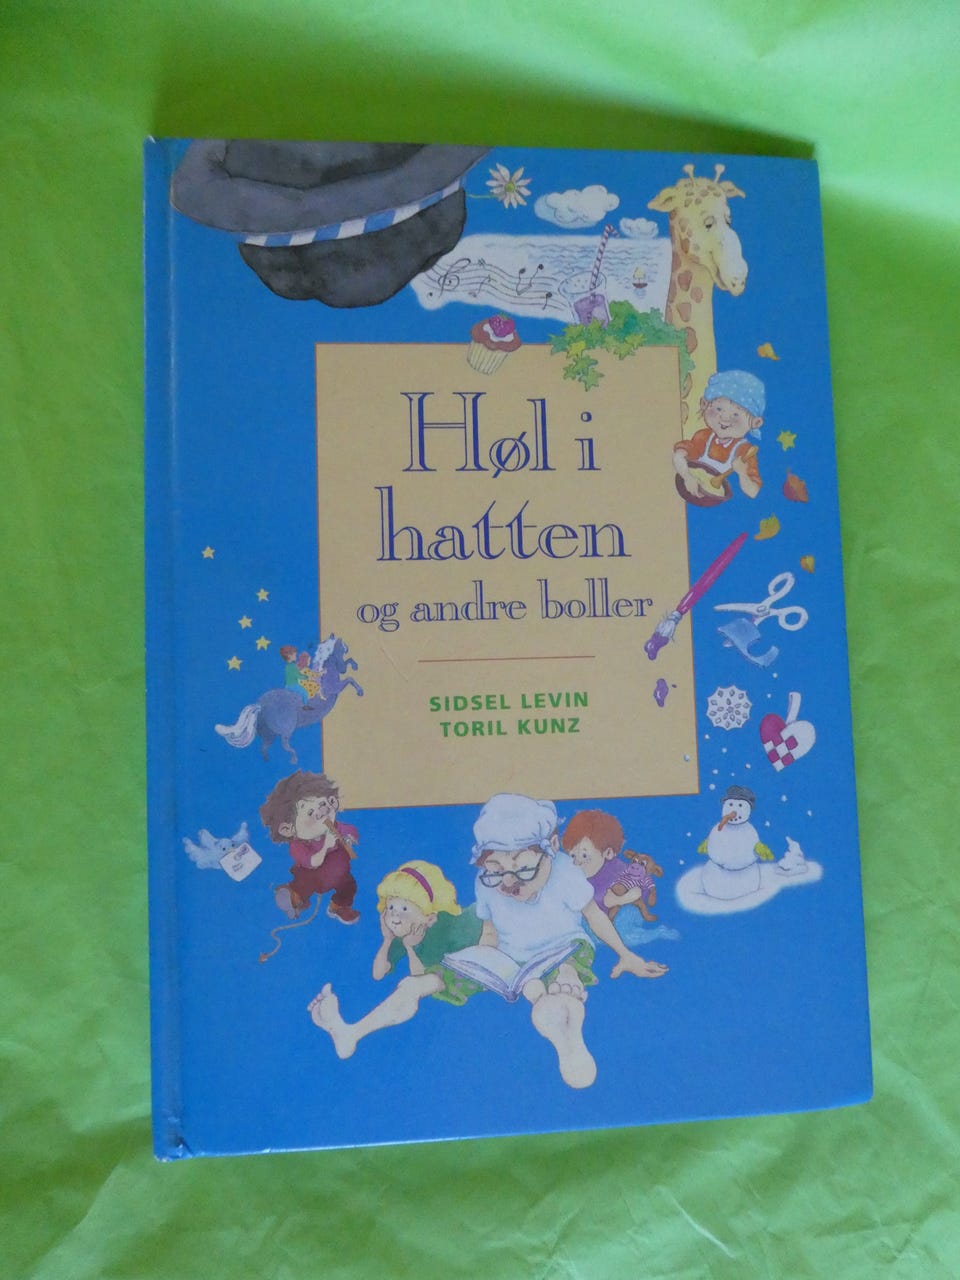 Høl i
hatten
og andre boller
SIDSEL LEVIN
TORIL KUNZ